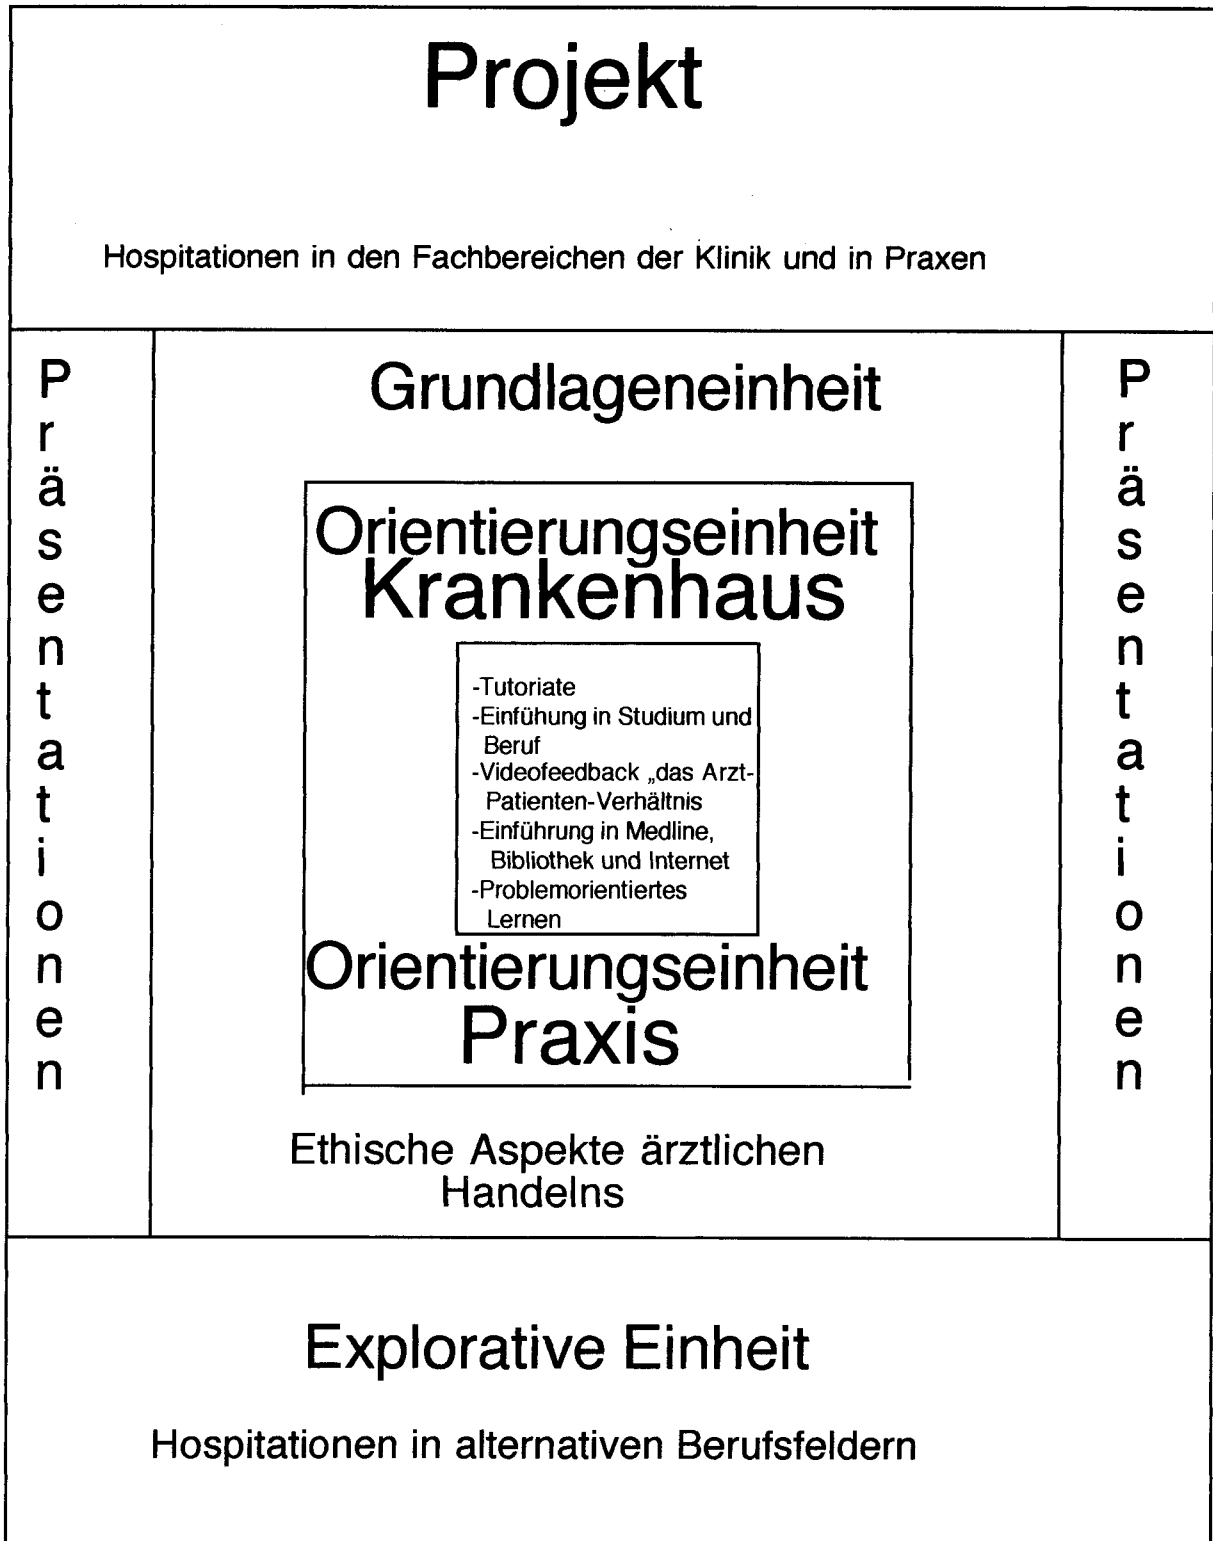 Projekt
Hospitationen in den Fachbereichen der Klinik und in Praxen
Präsentationen
Grundlageneinheit
Orientierungseinheit
Krankenhaus
-Tutoriate
-Einfühung in Studium und
Beruf
-Videofeedback „das Arzt-
Patienten-Verhältnis
-Einführung in Medline,
Bibliothek und Internet
-Problemorientiertes
Lernen
Orientierungseinheit
Praxis
Ethische Aspekte ärztlichen
Handelns
Präsentationen
Explorative Einheit
Hospitationen in alternativen Berufsfeldern